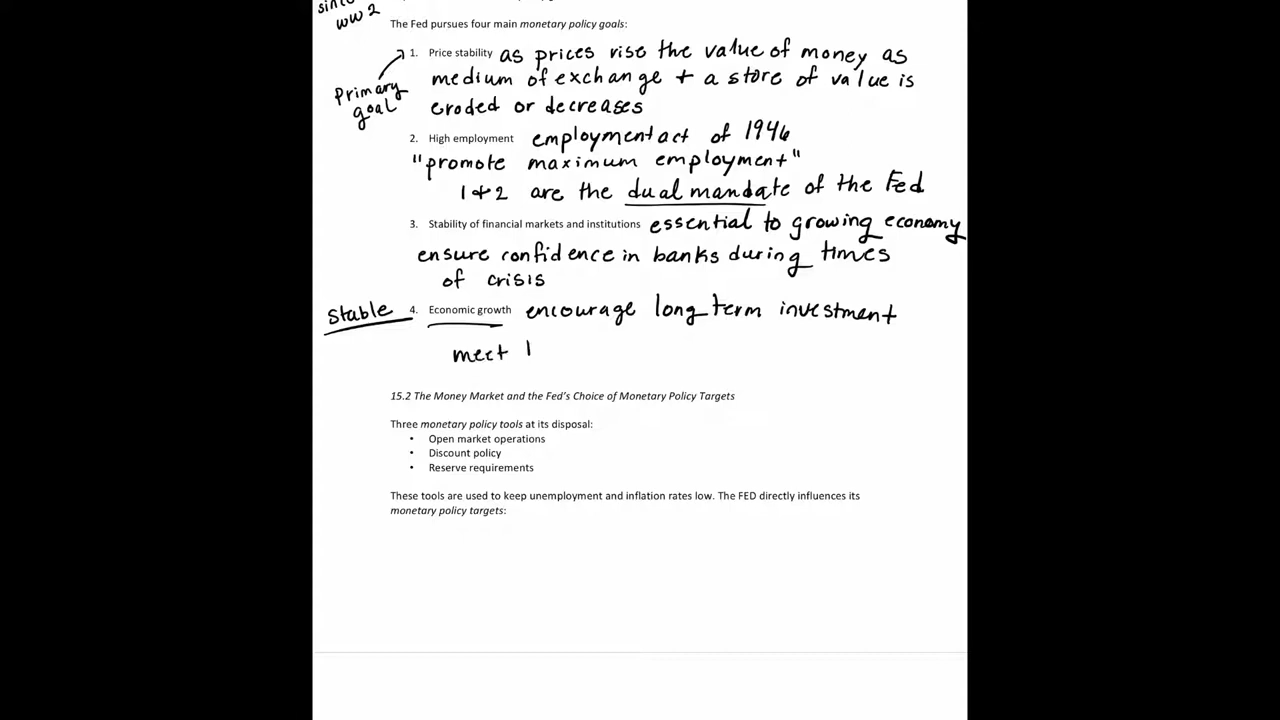 since
ww2
The Fed pursues four main monetary policy goals:
1. Price stability as prices rise the value of money as
medium of exchange + a store of value is
eroded or decreases
Primary
goal
2. High employment employment act of 1946
"promote maximum employment"
1 & 2 are the dual mandate of the Fed
3. Stability of financial markets and institutions essential to growing economy
ensure confidence in banks during times
of crisis
Stable 4. Economic growth encourage long term investment
meet 1
15.2 The Money Market and the Fed's Choice of Monetary Policy Targets
Three monetary policy tools at its disposal:
• Open market operations
• Discount policy
• Reserve requirements
These tools are used to keep unemployment and inflation rates low. The FED directly influences its
monetary policy targets: